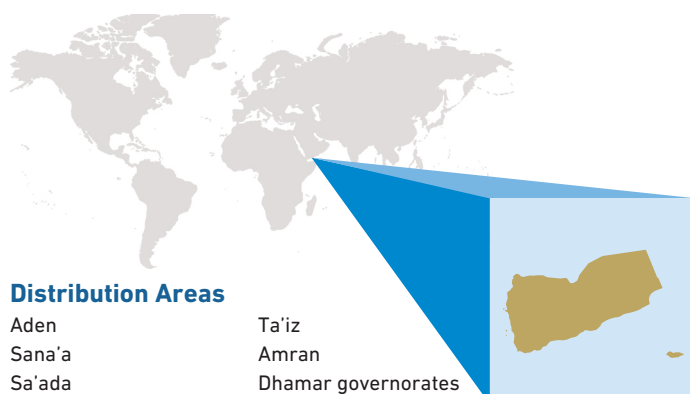 Distribution Areas
Aden
Sana'a
Sa'ada
Ta'iz
Amran
Dhamar governorates